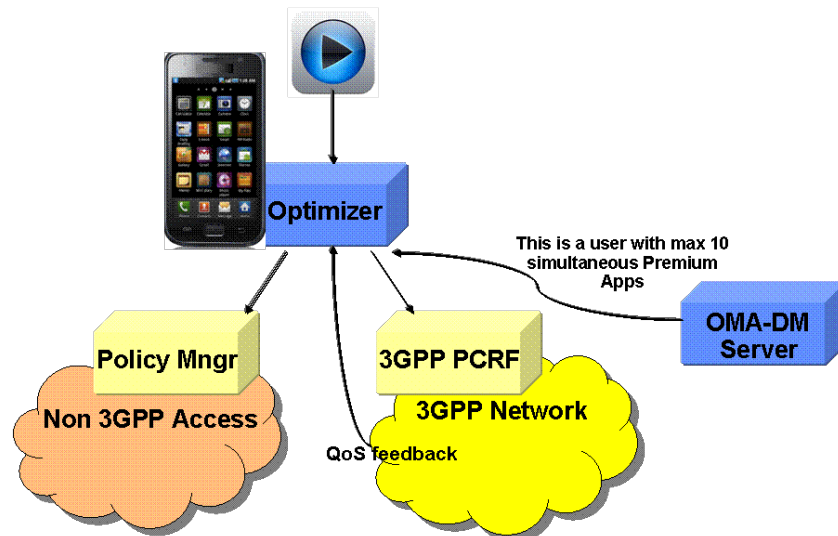 Optimizer
This is a user with max 10
simultaneous Premium
Apps
OMA-DM
Server
Policy Mngr
3GPP PCRF
Non 3GPP Access
3GPP Network
QoS feedback